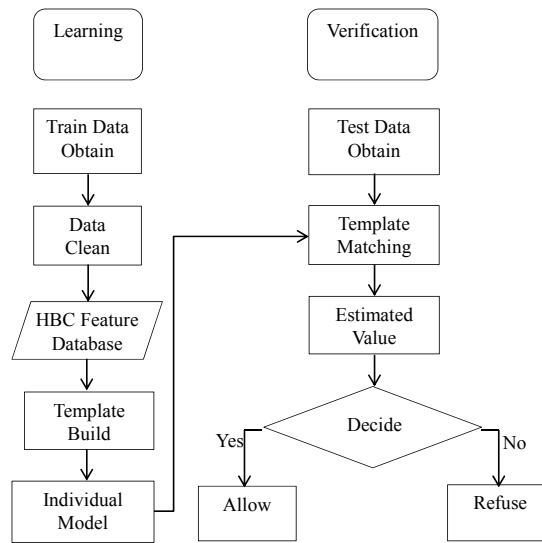 Learning
Train Data
Obtain
Data
Clean
HBC Feature
Database
Template
Build
Individual
Model
Verification
Test Data
Obtain
Template
Matching
Estimated
Value
Decide
Yes
No
Allow
Refuse